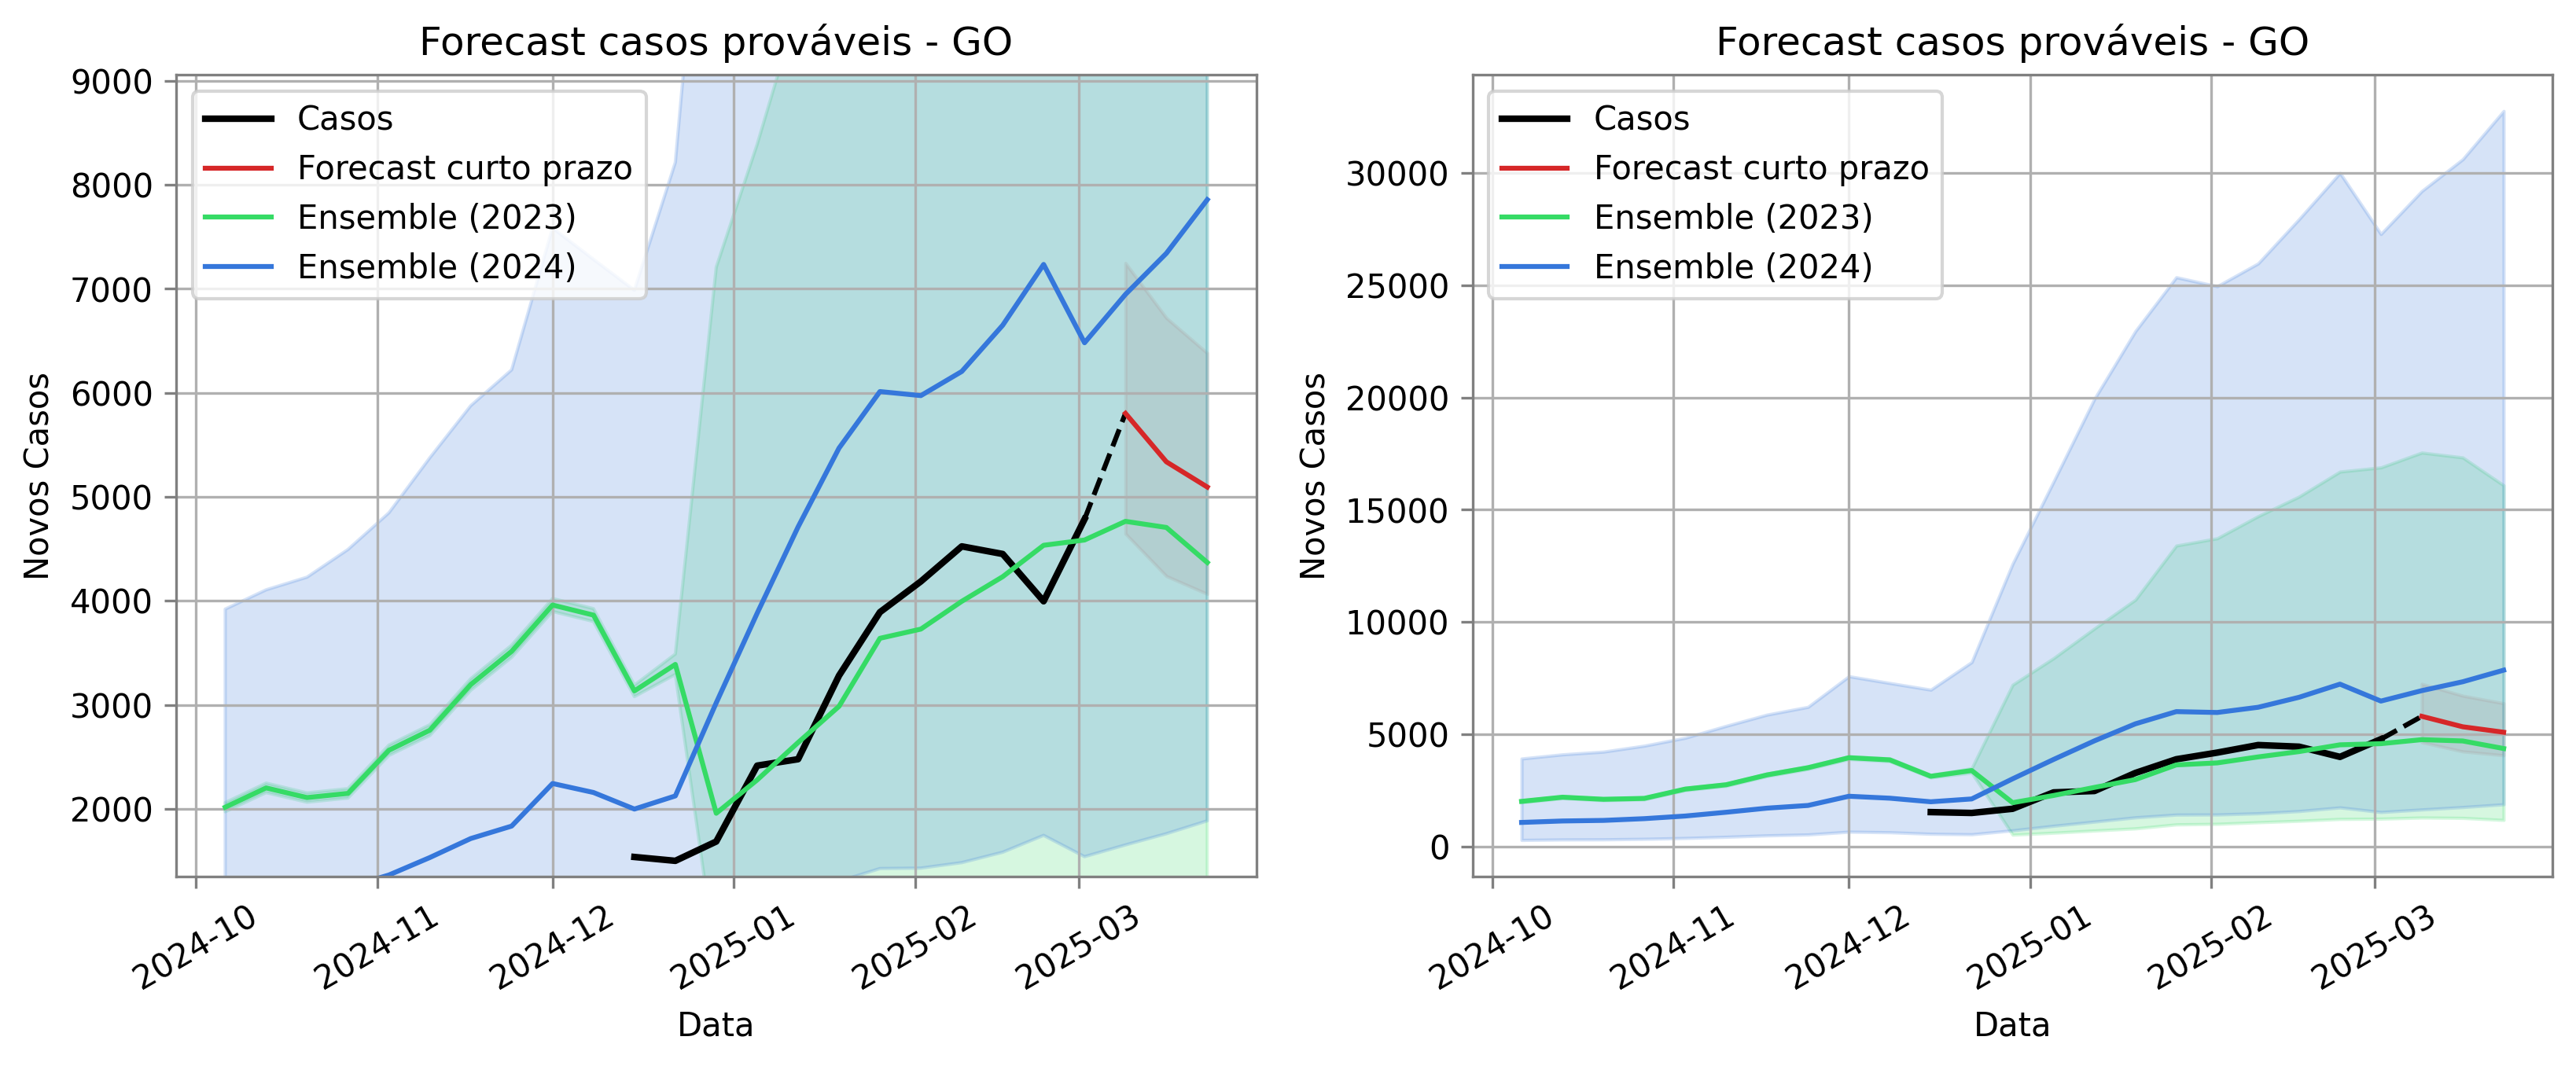 Forecast casos prováveis - GO
9000
8000
7000
6000
5000
4000
3000
2000
Novos Casos
Casos
Forecast curto prazo
Ensemble (2023)
Ensemble (2024)
2024-10
2024-11
2024-12
2025-01
2025-02
2025-03
Data
Forecast casos prováveis - GO
30000
25000
20000
15000
10000
5000
0
Novos Casos
Casos
Forecast curto prazo
Ensemble (2023)
Ensemble (2024)
2024-10
2024-11
2024-12
2025-01
2025-02
2025-03
Data